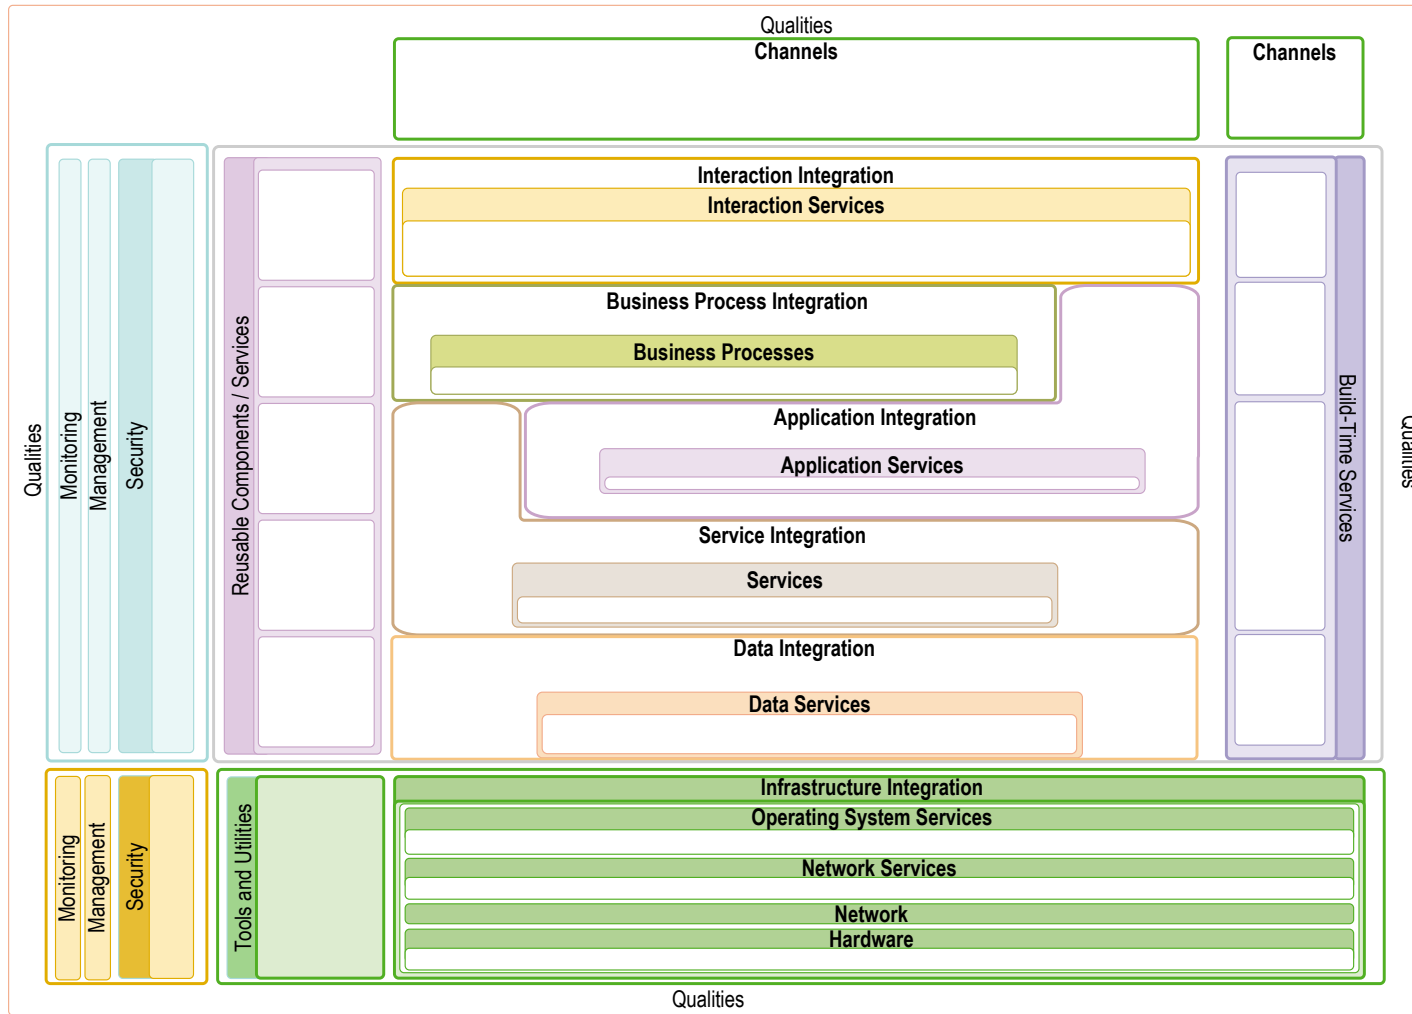 Qualities
Channels
Channels
Qualities
Monitoring
Management
Security
Reusable Components / Services
Interaction Integration
Interaction Services
Business Process Integration
Business Processes
Application Integration
Application Services
Service Integration
Services
Data Integration
Data Services
Build-Time Services
Qualities
Monitoring
Management
Security
Tools and Utilities
Infrastructure Integration
Operating System Services
Network Services
Network
Hardware
Qualities